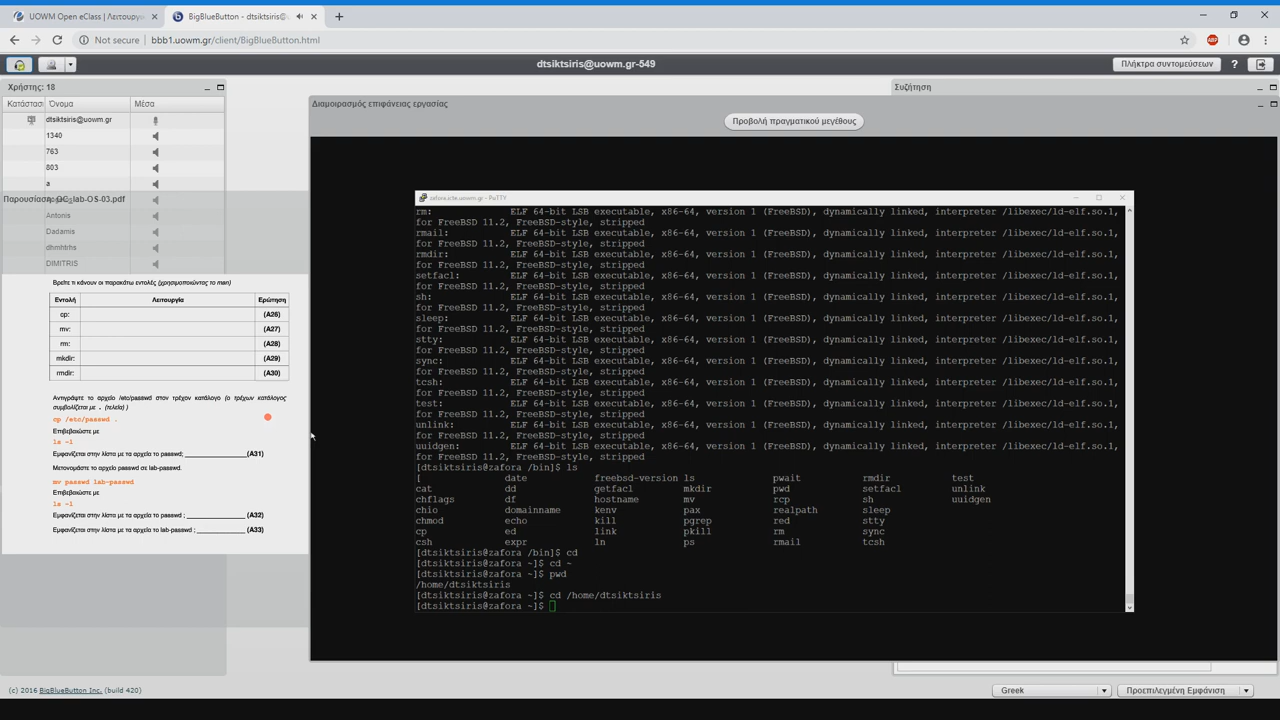 UOWM Open eClass | Λειτουργι
BigBlueButton - dtsiktsiris@
Not secure
bbb1.uowm.gr/client/BigBlueButton.html
ABP
dtsiktsiris@uowm.gr-549
Πλήκτρα συντομεύσεων
?
Χρήστης: 18
Κατάστασ
Όνομα
Μέσα
dtsiktsiris@uowm.gr
1340
763
803
a
Παρουσίαση: QC_lab-OS-03.pdf
Antonis
Dadamis
dhmhtrhs
DIMITRIS
Βρείτε τι κάνουν οι παρακάτω εντολές (χρησιμοποιώντας το man)
Εντολή Λειτουργία Ερώτηση
cp: (A26)
mv: (A27)
rm: (A28)
mkdir: (A29)
rmdir: (A30)
Αντιγράψτε το αρχείο /etc/passwd στον τρέχον κατάλογο (ο τρέχων κατάλογος
συμβολίζεται με . (τελεία) )
cp /etc/passwd .
Επιβεβαιώστε με
ls -l
Εμφανίζεται στην λίστα με τα αρχεία το passwd; ______________ (A31)
Μετονομάστε το αρχείο passwd σε lab-passwd.
mv passwd lab-passwd
Επιβεβαιώστε με
ls -l
Εμφανίζεται στην λίστα με τα αρχεία το passwd ; ______________ (A32)
Εμφανίζεται στην λίστα με τα αρχεία το lab-passwd ; ______________ (A33)
Διαμοιρασμός επιφάνειας εργασίας
Προβολή πραγματικού μεγέθους
Συζήτηση
zafora.icte.uowm.gr - PuTTY
rm: ELF 64-bit LSB executable, x86-64, version 1 (FreeBSD), dynamically linked, interpreter /libexec/ld-elf.so.1,
for FreeBSD 11.2, FreeBSD-style, stripped
rmail: ELF 64-bit LSB executable, x86-64, version 1 (FreeBSD), dynamically linked, interpreter /libexec/ld-elf.so.1,
for FreeBSD 11.2, FreeBSD-style, stripped
rmdir: ELF 64-bit LSB executable, x86-64, version 1 (FreeBSD), dynamically linked, interpreter /libexec/ld-elf.so.1,
for FreeBSD 11.2, FreeBSD-style, stripped
setfacl: ELF 64-bit LSB executable, x86-64, version 1 (FreeBSD), dynamically linked, interpreter /libexec/ld-elf.so.1,
for FreeBSD 11.2, FreeBSD-style, stripped
sh: ELF 64-bit LSB executable, x86-64, version 1 (FreeBSD), dynamically linked, interpreter /libexec/ld-elf.so.1,
for FreeBSD 11.2, FreeBSD-style, stripped
sleep: ELF 64-bit LSB executable, x86-64, version 1 (FreeBSD), dynamically linked, interpreter /libexec/ld-elf.so.1,
for FreeBSD 11.2, FreeBSD-style, stripped
stty: ELF 64-bit LSB executable, x86-64, version 1 (FreeBSD), dynamically linked, interpreter /libexec/ld-elf.so.1,
for FreeBSD 11.2, FreeBSD-style, stripped
sync: ELF 64-bit LSB executable, x86-64, version 1 (FreeBSD), dynamically linked, interpreter /libexec/ld-elf.so.1,
for FreeBSD 11.2, FreeBSD-style, stripped
tcsh: ELF 64-bit LSB executable, x86-64, version 1 (FreeBSD), dynamically linked, interpreter /libexec/ld-elf.so.1,
for FreeBSD 11.2, FreeBSD-style, stripped
test: ELF 64-bit LSB executable, x86-64, version 1 (FreeBSD), dynamically linked, interpreter /libexec/ld-elf.so.1,
for FreeBSD 11.2, FreeBSD-style, stripped
unlink: ELF 64-bit LSB executable, x86-64, version 1 (FreeBSD), dynamically linked, interpreter /libexec/ld-elf.so.1,
for FreeBSD 11.2, FreeBSD-style, stripped
uuidgen: ELF 64-bit LSB executable, x86-64, version 1 (FreeBSD), dynamically linked, interpreter /libexec/ld-elf.so.1,
for FreeBSD 11.2, FreeBSD-style, stripped
[dtsiktsiris@zafora /bin]$ ls
[ date freebsd-version ls pwait rmdir test
cat dd getfacl mkdir pwd setfacl unlink
chflags df hostname mv rcp sh uuidgen
chio domainname kenv pax realpath sleep
chmod echo kill pgrep red stty
cp ed link pkill rm sync
csh expr ln ps rmail tcsh
[dtsiktsiris@zafora /bin]$ cd
[dtsiktsiris@zafora ~]$ cd ~
[dtsiktsiris@zafora ~]$ pwd
/home/dtsiktsiris
[dtsiktsiris@zafora ~]$ cd /home/dtsiktsiris
[dtsiktsiris@zafora ~]$
(c) 2016 BigBlueButton Inc. (build 420)
Greek
Προεπιλεγμένη Εμφάνιση